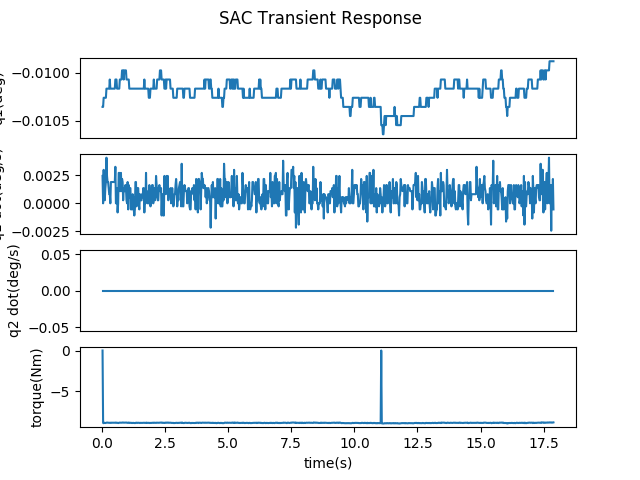 SAC Transient Response
−0.0100
−0.0105
q1(deg)
0.0025
0.0000
−0.0025
dot(deg/s)
0.05
0.00
−0.05
q2 dot(deg/s)
0
−5
torque(Nm)
0.0 2.5 5.0 7.5 10.0 12.5 15.0 17.5
time(s)